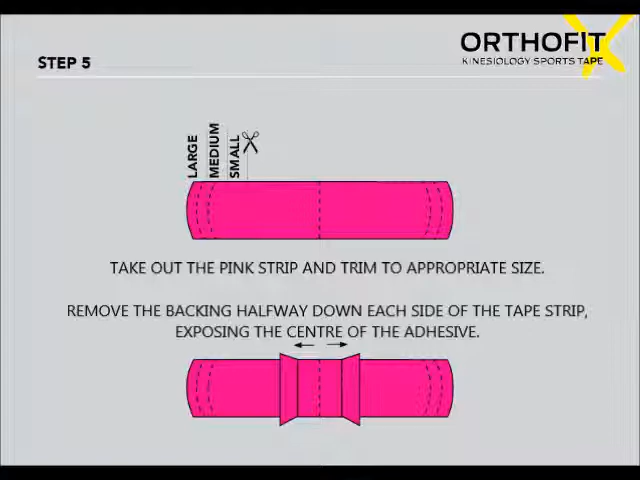 ORTHOFIT X
KINESIOLOGY SPORTS TAPE
STEP 5
LARGE
MEDIUM
SMALL
TAKE OUT THE PINK STRIP AND TRIM TO APPROPRIATE SIZE.
REMOVE THE BACKING HALFWAY DOWN EACH SIDE OF THE TAPE STRIP,
EXPOSING THE CENTRE OF THE ADHESIVE.